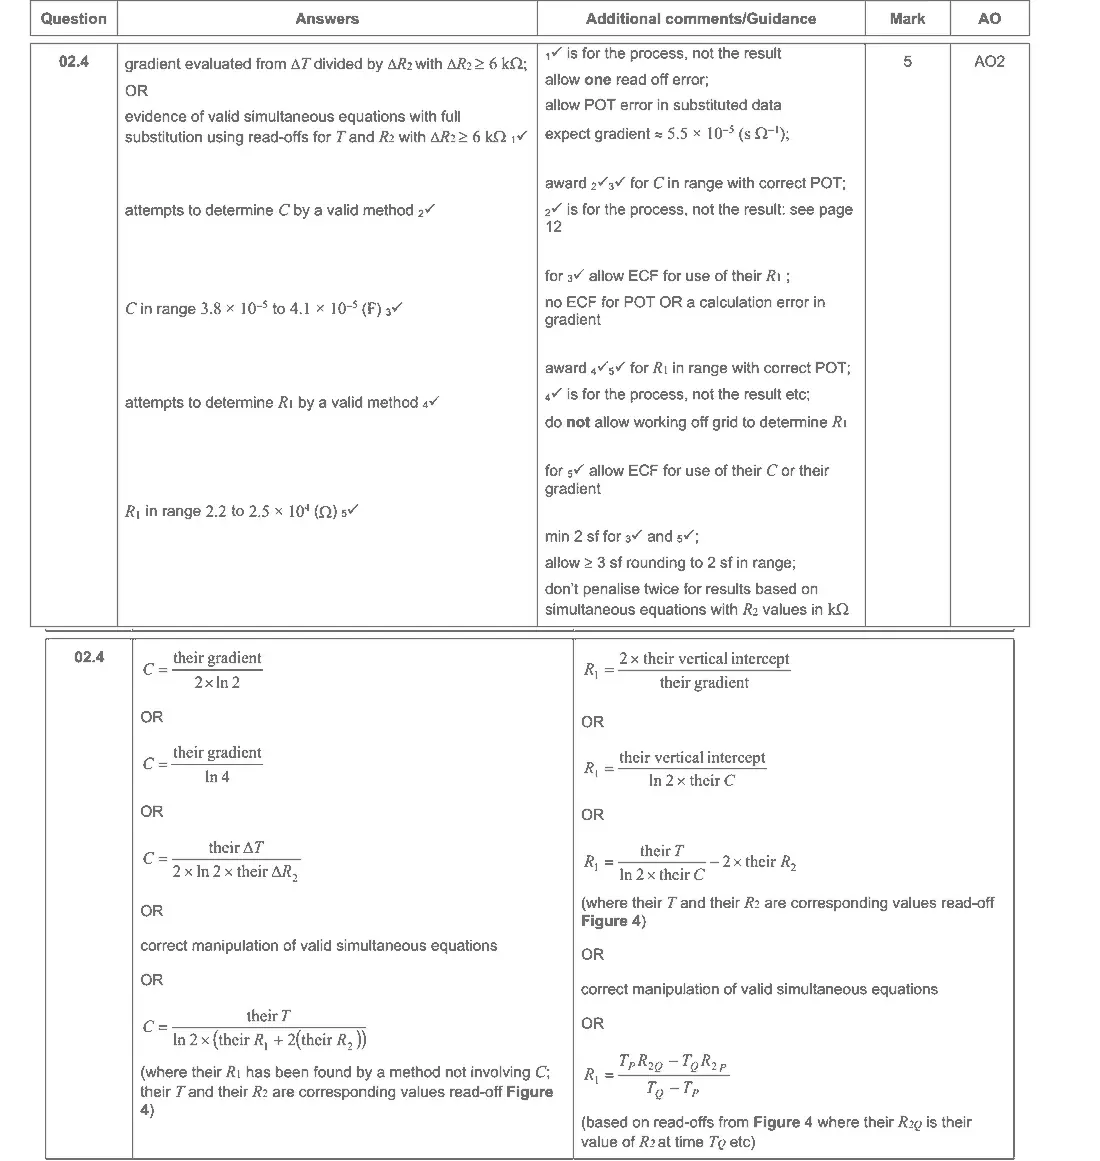 Question Answers Additional comments/Guidance Mark AO
02.4 5 AO2
gradient evaluated from ΔT divided by ΔR₂ with ΔR₂ ≥ 6 kΩ;
OR
evidence of valid simultaneous equations with full
substitution using read-offs for T and R₂ with ΔR₂ ≥ 6 kΩ ₁✓
attempts to determine C by a valid method ₂✓
C in range 3.8 × 10⁻⁵ to 4.1 × 10⁻⁵ (F) ₃✓
attempts to determine R₁ by a valid method ₄✓
R₁ in range 2.2 to 2.5 × 10⁴ (Ω) ₅✓
₁✓ is for the process, not the result
allow one read off error;
allow POT error in substituted data
expect gradient ≈ 5.5 × 10⁻⁵ (s Ω⁻¹);
award ₂✓₃✓ for C in range with correct POT;
₂✓ is for the process, not the result: see page
12
for ₃✓ allow ECF for use of their R₁ ;
no ECF for POT OR a calculation error in
gradient
award ₄✓₅✓ for R₁ in range with correct POT;
₄✓ is for the process, not the result etc;
do not allow working off grid to determine R₁
for ₅✓ allow ECF for use of their C or their
gradient
min 2 sf for ₃✓ and ₅✓;
allow ≥ 3 sf rounding to 2 sf in range;
don't penalise twice for results based on
simultaneous equations with R₂ values in kΩ
02.4
C = their gradient / 2 × ln 2
OR
C = their gradient / ln 4
OR
C = their ΔT / 2 × ln 2 × their ΔR₂
OR
correct manipulation of valid simultaneous equations
OR
C = their T / ln 2 × (their R₁ + 2(their R₂))
(where their R₁ has been found by a method not involving C;
their T and their R₂ are corresponding values read-off Figure
4)
R₁ = 2 × their vertical intercept / their gradient
OR
R₁ = their vertical intercept / ln 2 × their C
OR
R₁ = their T / ln 2 × their C − 2 × their R₂
(where their T and their R₂ are corresponding values read-off
Figure 4)
OR
correct manipulation of valid simultaneous equations
OR
R₁ = T_P R_2Q − T_Q R_2P / T_Q − T_P
(based on read-offs from Figure 4 where their R_2Q is their
value of R₂ at time T_Q etc)